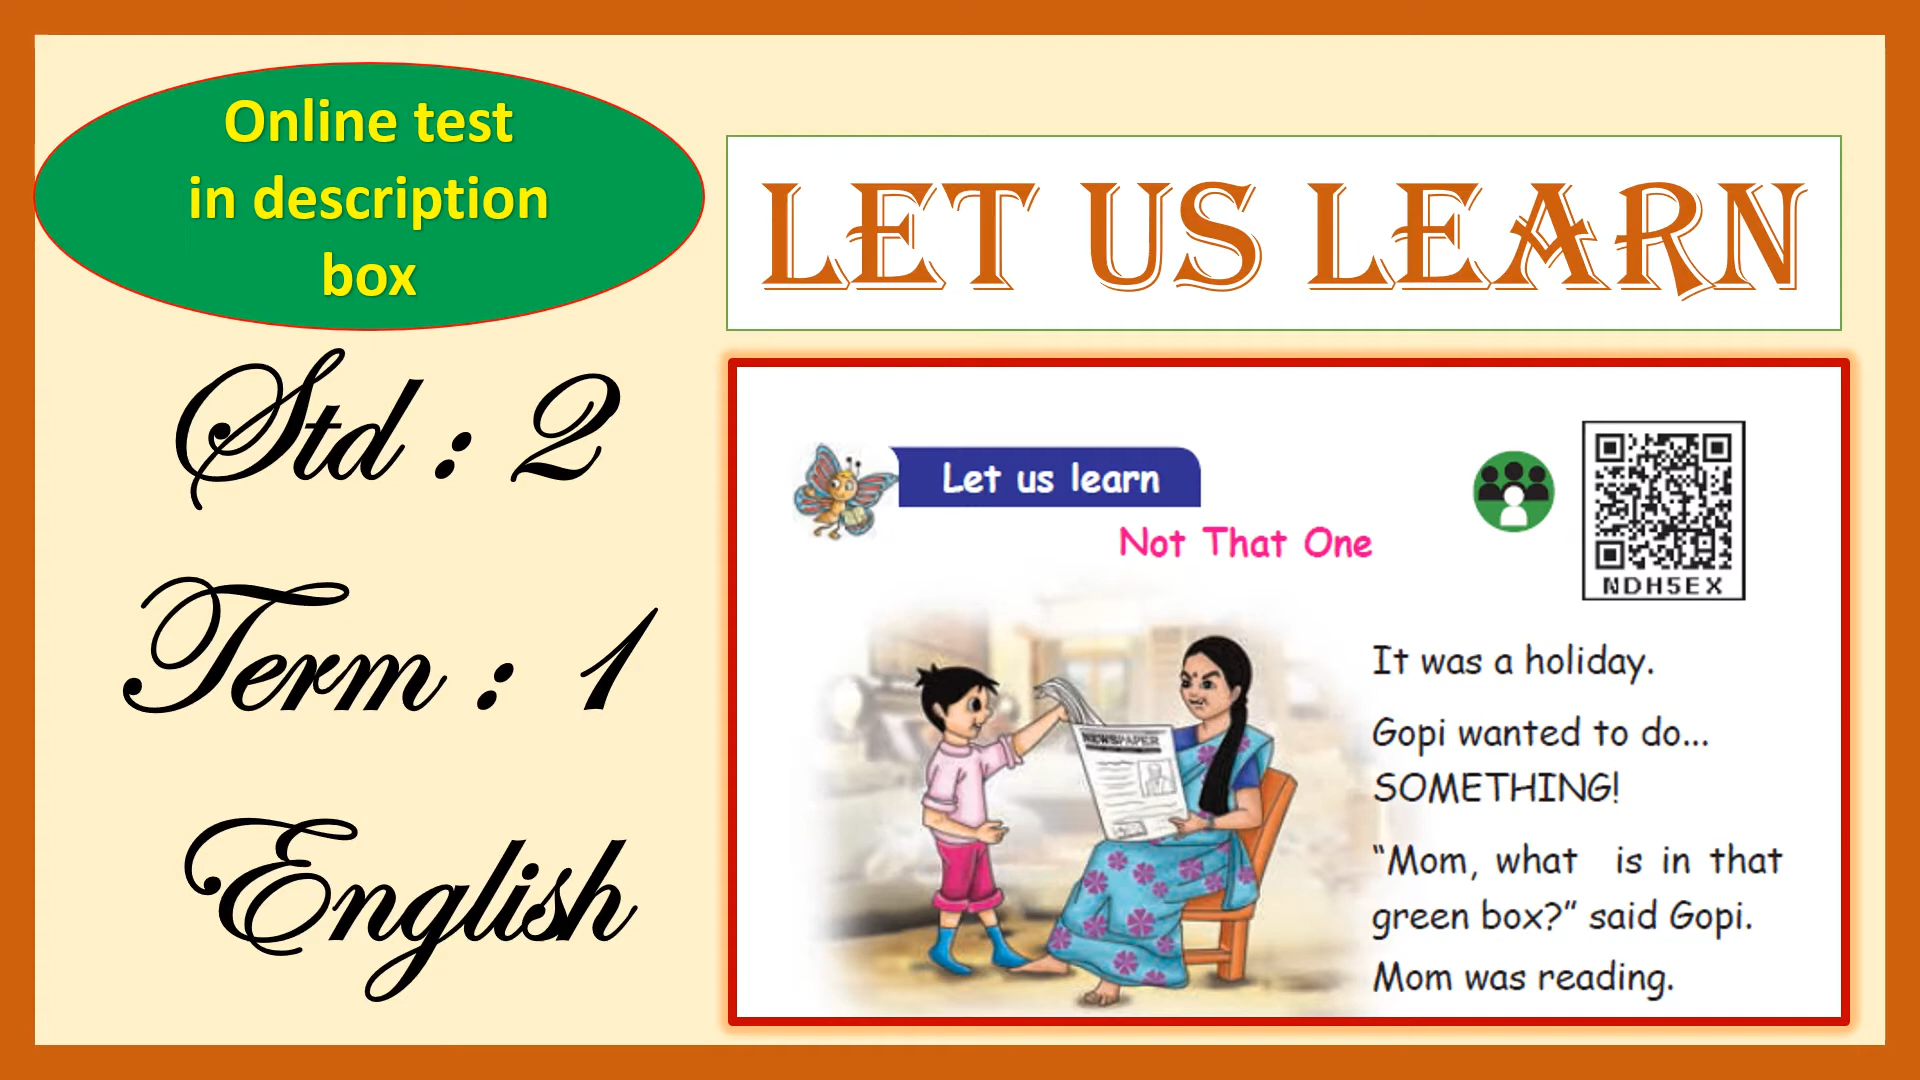 Online test
in description
box
LET US LEARN
Std : 2
Term : 1
English
Let us learn
Not That One
NDH5EX
NEWSPAPER
It was a holiday.
Gopi wanted to do...
SOMETHING!
“Mom, what is in that
green box?” said Gopi.
Mom was reading.